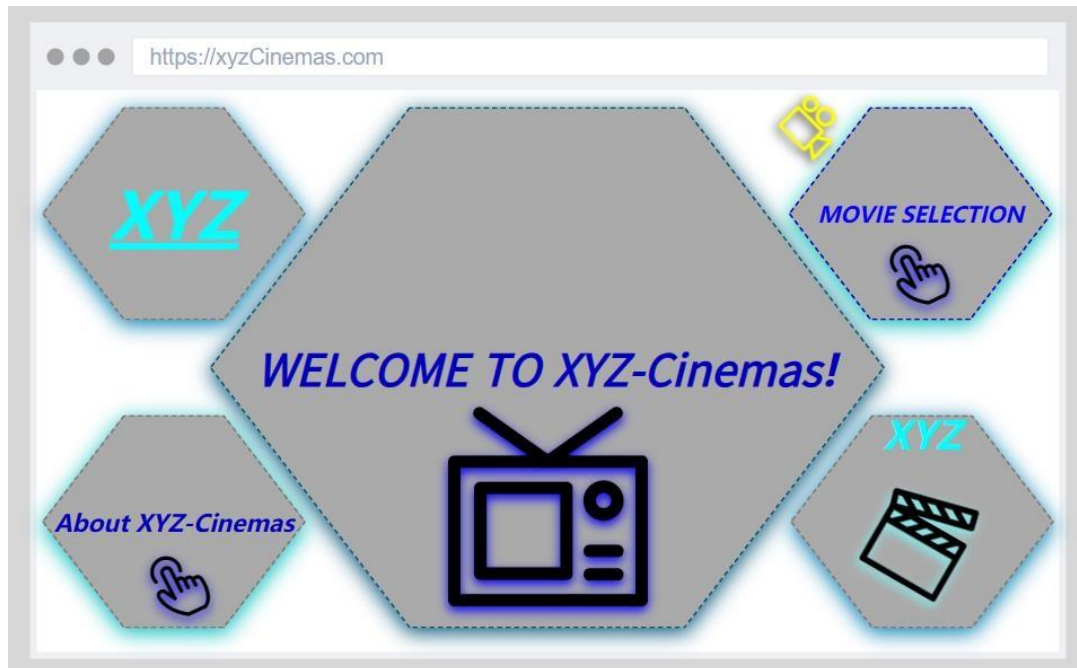 https://xyzCinemas.com
XYZ
MOVIE SELECTION
WELCOME TO XYZ-Cinemas!
About XYZ-Cinemas
XYZ